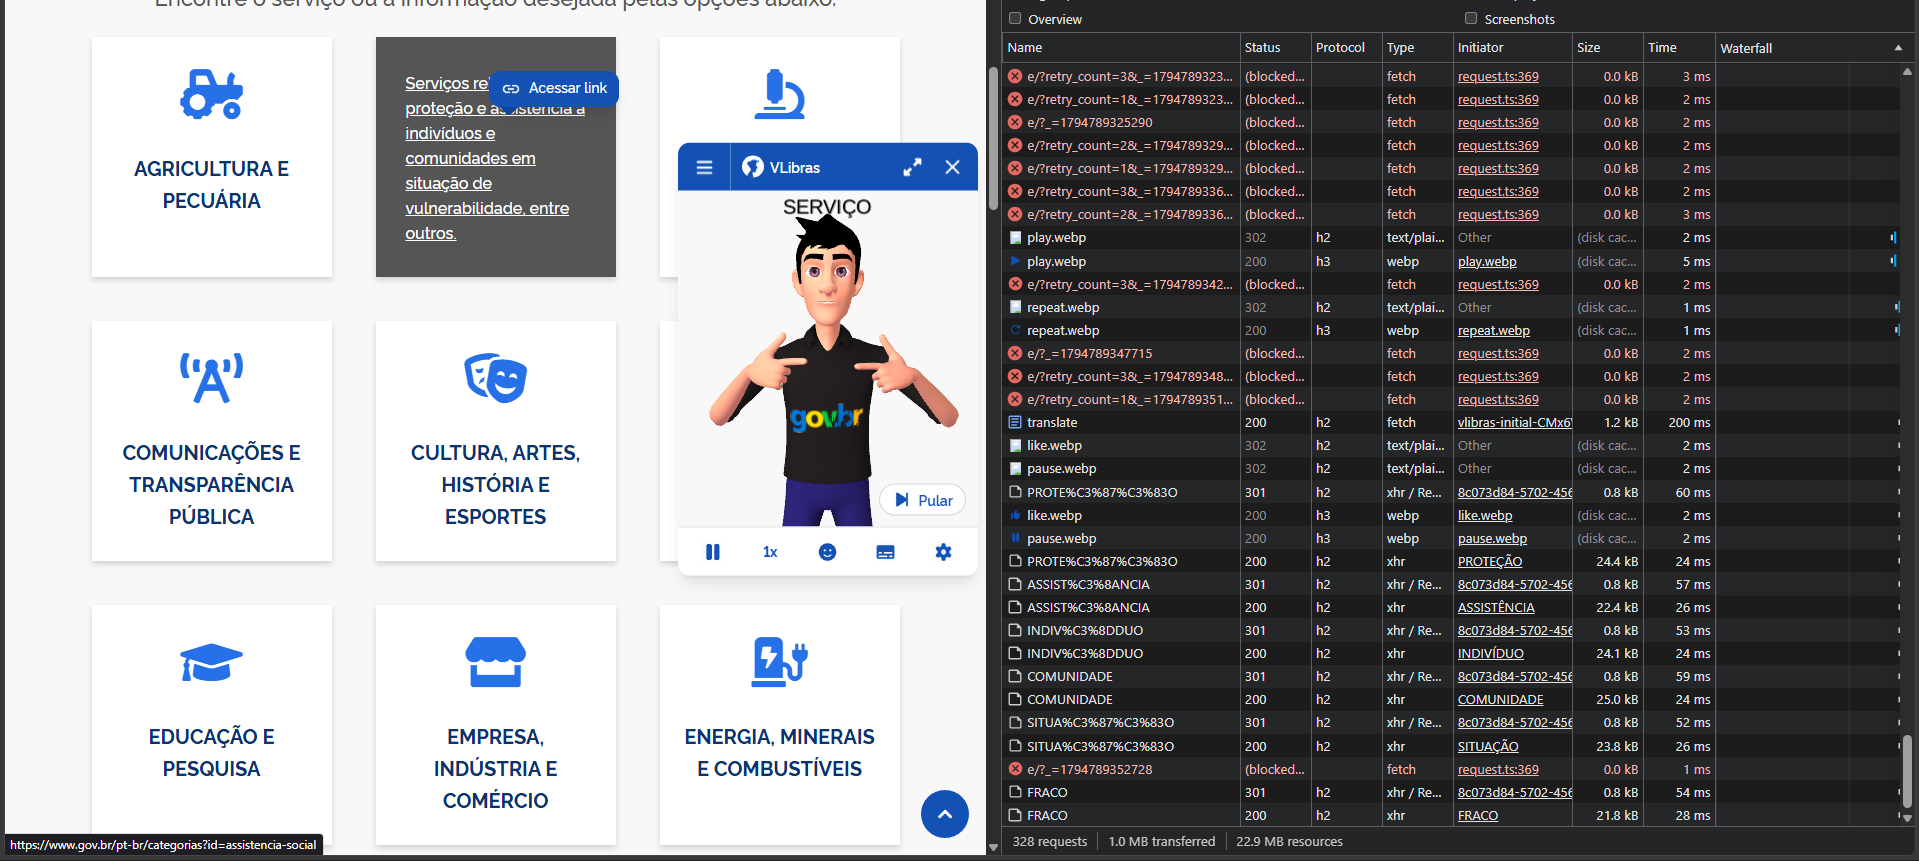 Encontre o serviço ou a informação desejada pelas opções abaixo.
AGRICULTURA E
PECUÁRIA
Acessar link
proteção e assistência a
indivíduos e
comunidades em
situação de
vulnerabilidade, entre
outros.
VLibras
SERVIÇO
gov.br
Pular
1x
COMUNICAÇÕES E
TRANSPARÊNCIA
PÚBLICA
CULTURA, ARTES,
HISTÓRIA E
ESPORTES
EDUCAÇÃO E
PESQUISA
EMPRESA,
INDÚSTRIA E
COMÉRCIO
ENERGIA, MINERAIS
E COMBUSTÍVEIS
https://www.gov.br/pt-br/categorias?id=assistencia-social
Overview Screenshots
Name Status Protocol Type Initiator Size Time Waterfall
e/?retry_count=3&_=1794789323... (blocked... fetch request.ts:369 0.0 kB 3 ms
e/?retry_count=1&_=1794789323... (blocked... fetch request.ts:369 0.0 kB 2 ms
e/?_=1794789325290 (blocked... fetch request.ts:369 0.0 kB 2 ms
e/?retry_count=2&_=1794789329... (blocked... fetch request.ts:369 0.0 kB 2 ms
e/?retry_count=1&_=1794789329... (blocked... fetch request.ts:369 0.0 kB 2 ms
e/?retry_count=3&_=1794789336... (blocked... fetch request.ts:369 0.0 kB 2 ms
e/?retry_count=2&_=1794789336... (blocked... fetch request.ts:369 0.0 kB 3 ms
play.webp 302 h2 text/plai... Other (disk cac... 2 ms
play.webp 200 h3 webp play.webp (disk cac... 5 ms
e/?retry_count=3&_=1794789342... (blocked... fetch request.ts:369 0.0 kB 2 ms
repeat.webp 302 h2 text/plai... Other (disk cac... 1 ms
repeat.webp 200 h3 webp repeat.webp (disk cac... 1 ms
e/?_=1794789347715 (blocked... fetch request.ts:369 0.0 kB 2 ms
e/?retry_count=3&_=1794789348... (blocked... fetch request.ts:369 0.0 kB 2 ms
e/?retry_count=1&_=1794789351... (blocked... fetch request.ts:369 0.0 kB 2 ms
translate 200 h2 fetch vlibras-initial-CMx6 1.2 kB 200 ms
like.webp 302 h2 text/plai... Other (disk cac... 2 ms
pause.webp 302 h2 text/plai... Other (disk cac... 2 ms
PROTE%C3%87%C3%83O 301 h2 xhr / Re... 8c073d84-5702-456 0.8 kB 60 ms
like.webp 200 h3 webp like.webp (disk cac... 2 ms
pause.webp 200 h3 webp pause.webp (disk cac... 2 ms
PROTE%C3%87%C3%83O 200 h2 xhr PROTEÇÃO 24.4 kB 24 ms
ASSIST%C3%8ANCIA 301 h2 xhr / Re... 8c073d84-5702-456 0.8 kB 57 ms
ASSIST%C3%8ANCIA 200 h2 xhr ASSISTÊNCIA 22.4 kB 26 ms
INDIV%C3%8DDUO 301 h2 xhr / Re... 8c073d84-5702-456 0.8 kB 53 ms
INDIV%C3%8DDUO 200 h2 xhr INDIVÍDUO 24.1 kB 24 ms
COMUNIDADE 301 h2 xhr / Re... 8c073d84-5702-456 0.8 kB 59 ms
COMUNIDADE 200 h2 xhr COMUNIDADE 25.0 kB 24 ms
SITUA%C3%87%C3%83O 301 h2 xhr / Re... 8c073d84-5702-456 0.8 kB 52 ms
SITUA%C3%87%C3%83O 200 h2 xhr SITUAÇÃO 23.8 kB 26 ms
e/?_=1794789352728 (blocked... fetch request.ts:369 0.0 kB 1 ms
FRACO 301 h2 xhr / Re... 8c073d84-5702-456 0.8 kB 54 ms
FRACO 200 h2 xhr FRACO 21.8 kB 28 ms
328 requests 1.0 MB transferred 22.9 MB resources